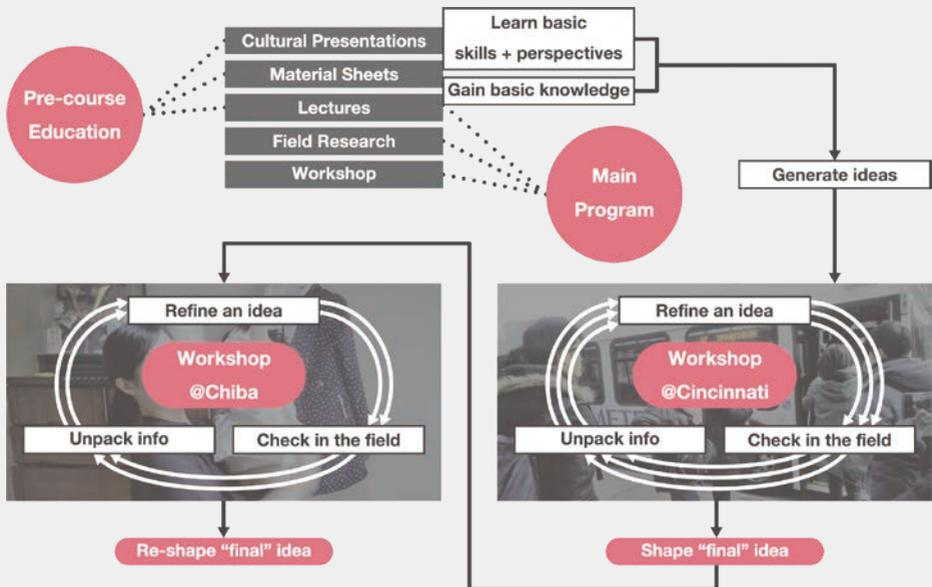 Pre-course
Education
Cultural Presentations
Material Sheets
Lectures
Field Research
Workshop
Learn basic
skills + perspectives
Gain basic knowledge
Main
Program
Generate ideas
Refine an idea
Workshop
@Chiba
Unpack info
Check in the field
Re-shape “final” idea
Refine an idea
Workshop
@Cincinnati
METRO
Unpack info
Check in the field
Shape “final” idea